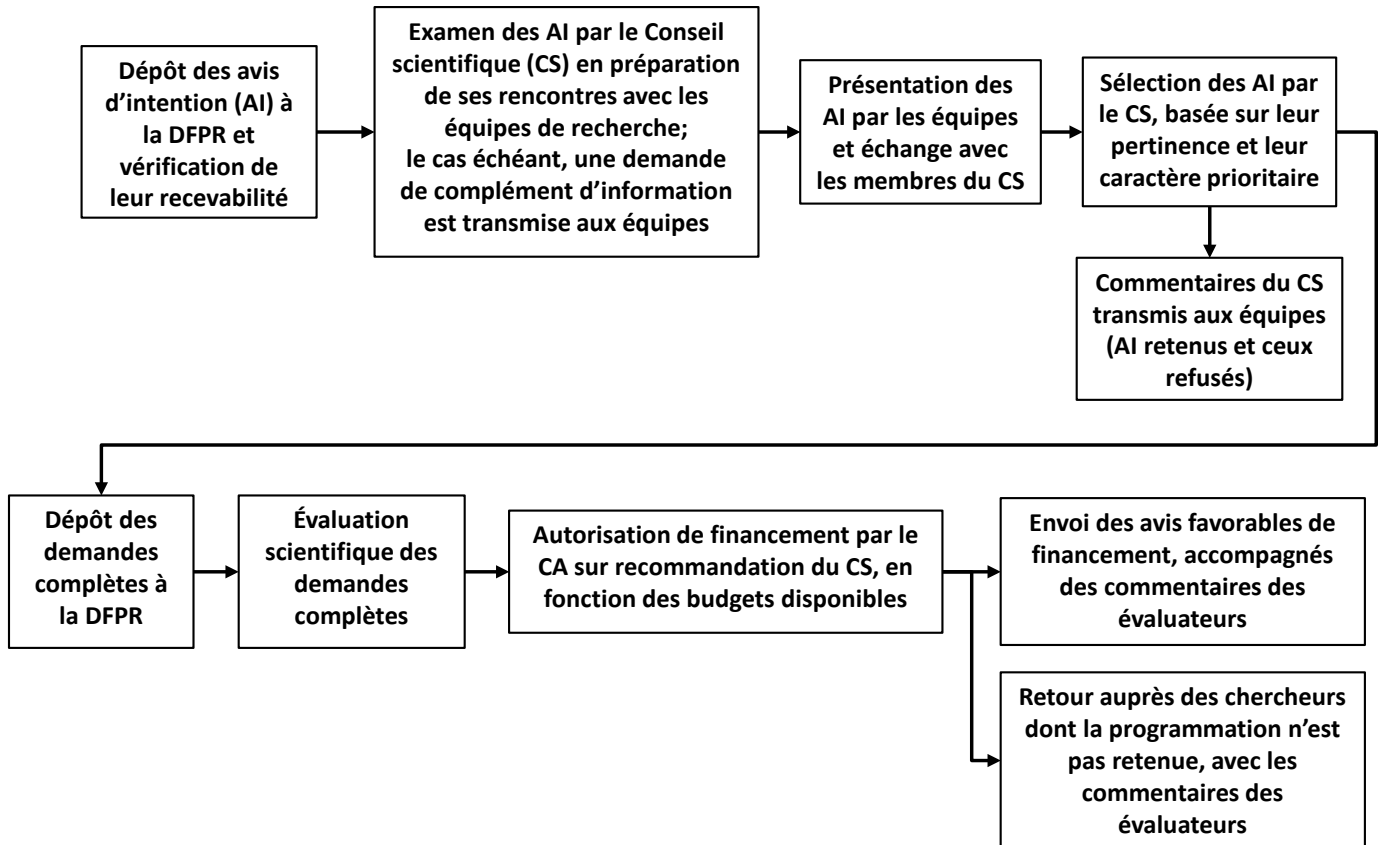 Dépôt des avis
d'intention (AI) à
la DFPR et
vérification de
leur recevabilité
Examen des AI par le Conseil
scientifique (CS) en préparation
de ses rencontres avec les
équipes de recherche;
le cas échéant, une demande
de complément d'information
est transmise aux équipes
Présentation des
AI par les équipes
et échange avec
les membres du CS
Sélection des AI par
le CS, basée sur leur
pertinence et leur
caractère prioritaire
Commentaires du CS
transmis aux équipes
(AI retenus et ceux
refusés)
Dépôt des
demandes
complètes à
la DFPR
Évaluation
scientifique des
demandes
complètes
Autorisation de financement par le
CA sur recommandation du CS, en
fonction des budgets disponibles
Envoi des avis favorables de
financement, accompagnés
des commentaires des
évaluateurs
Retour auprès des chercheurs
dont la programmation n'est
pas retenue, avec les
commentaires des
évaluateurs